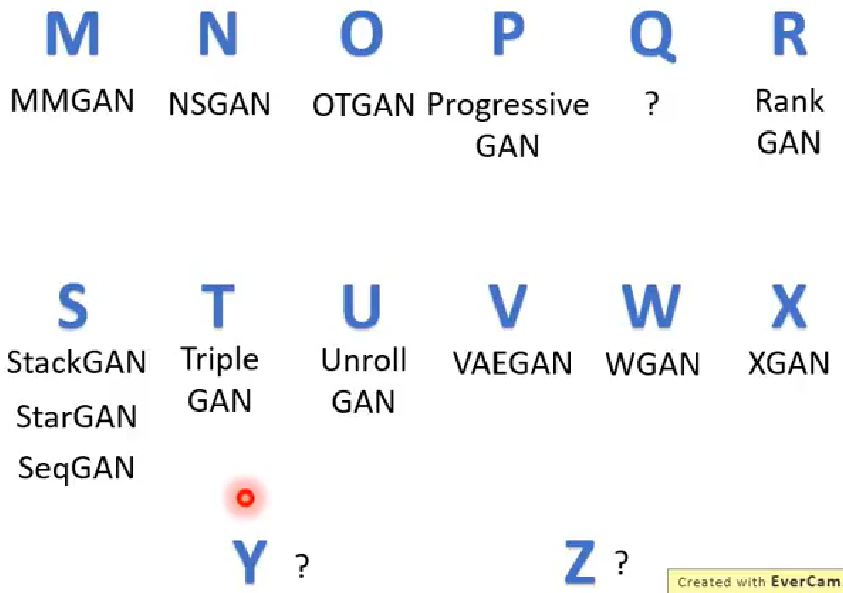 M N O P Q R
MMGAN NSGAN OTGAN Progressive ? Rank
GAN GAN
S T U V W X
StackGAN Triple Unroll VAEGAN WGAN XGAN
GAN GAN
StarGAN
SeqGAN
Y ? Z ?
Created with EverCam